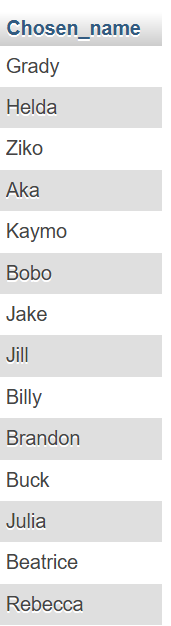 Chosen_name
Grady
Helda
Ziko
Aka
Kaymo
Bobo
Jake
Jill
Billy
Brandon
Buck
Julia
Beatrice
Rebecca